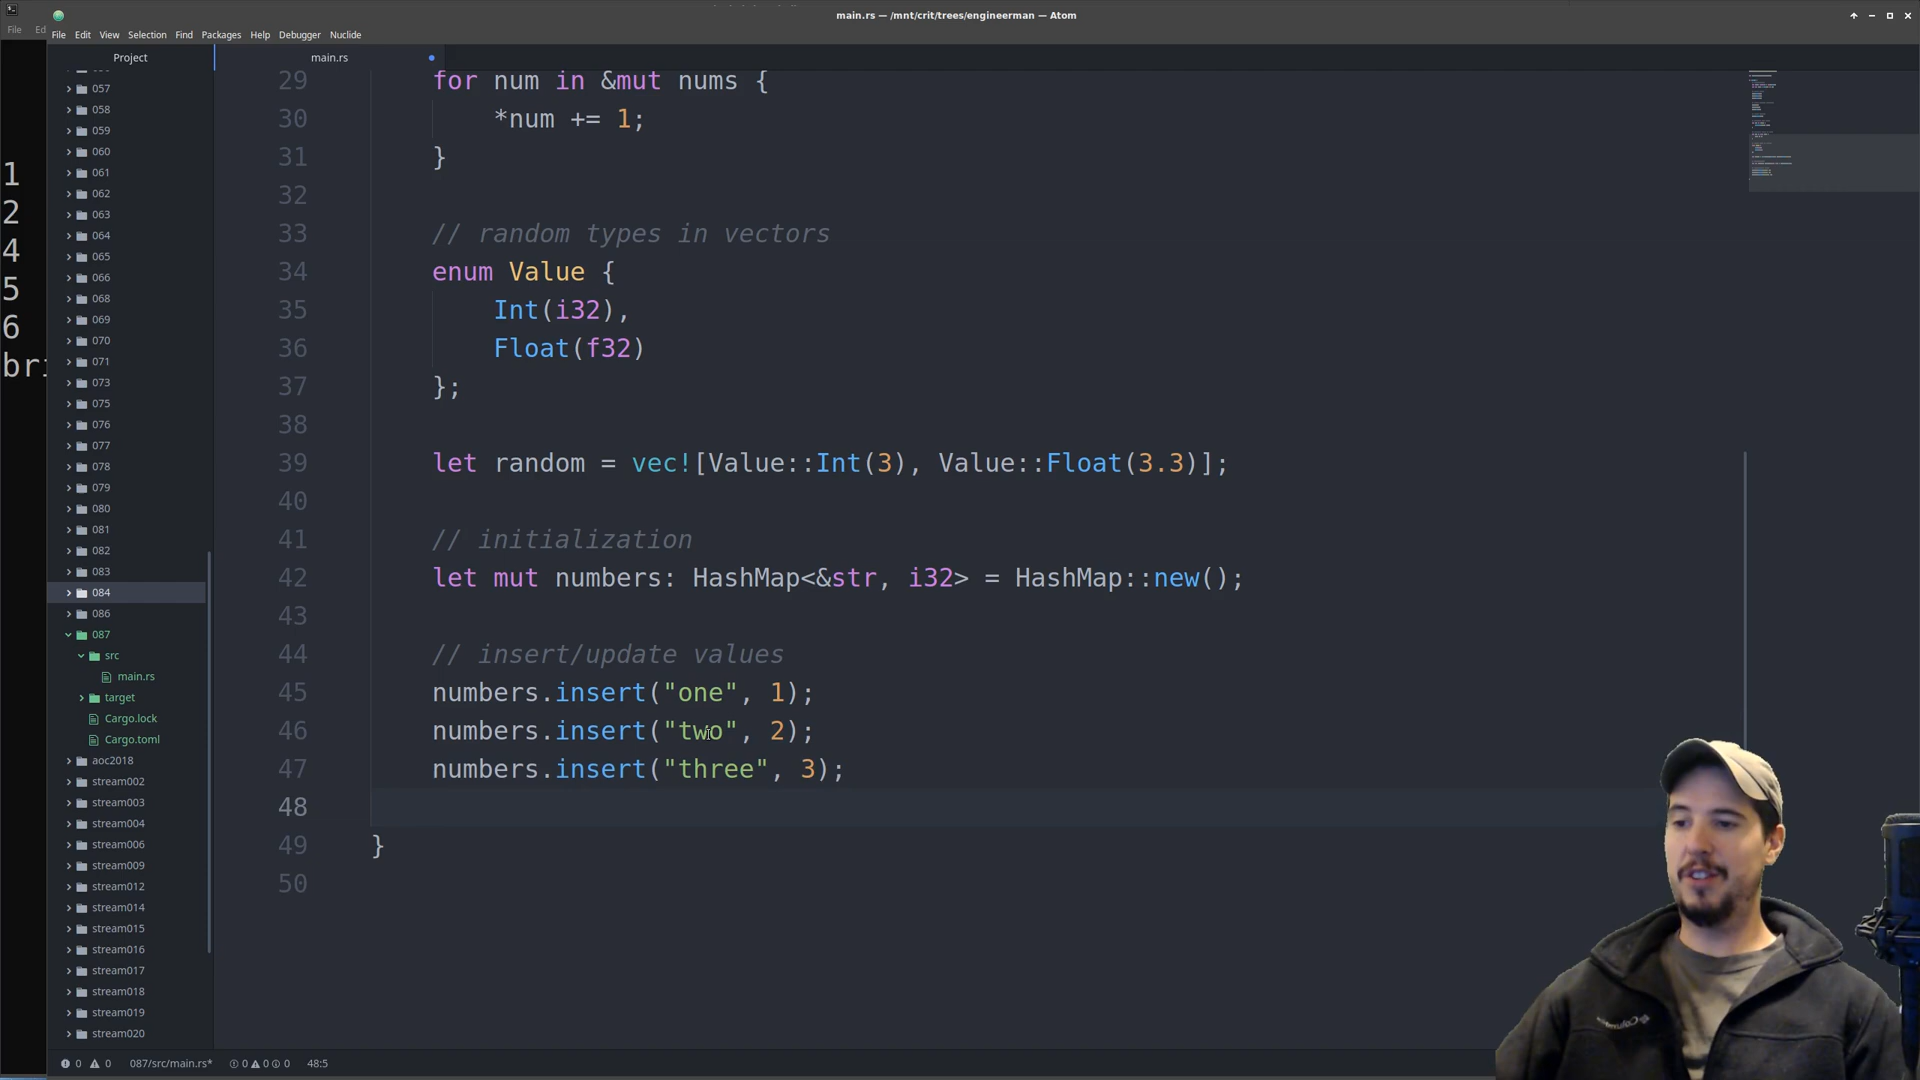 main.rs — /mnt/crit/trees/engineerman — Atom
File Ed
File Edit View Selection Find Packages Help Debugger Nuclide
Project
main.rs
057
058
059
060
061
062
063
064
065
066
068
069
070
071
073
075
076
077
078
079
080
081
082
083
084
086
087
src
main.rs
target
Cargo.lock
Cargo.toml
aoc2018
stream002
stream003
stream004
stream006
stream009
stream012
stream014
stream015
stream016
stream017
stream018
stream019
stream020
1
2
4
5
6
bri
29 for num in &mut nums {
30 *num += 1;
31 }
32
33 // random types in vectors
34 enum Value {
35 Int(i32),
36 Float(f32)
37 };
38
39 let random = vec![Value::Int(3), Value::Float(3.3)];
40
41 // initialization
42 let mut numbers: HashMap<&str, i32> = HashMap::new();
43
44 // insert/update values
45 numbers.insert("one", 1);
46 numbers.insert("two", 2);
47 numbers.insert("three", 3);
48
49 }
50
0 0 087/src/main.rs* 0 0 0 48:5